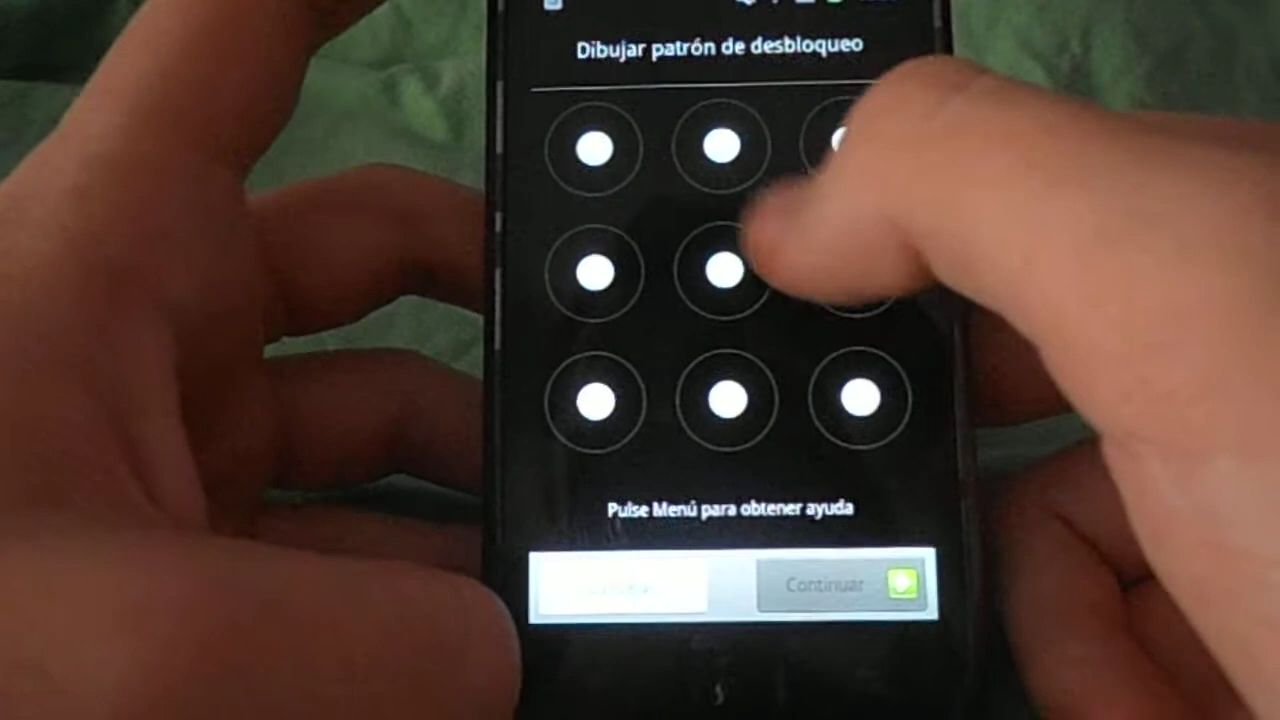 Dibujar patrón de desbloqueo
Pulse Menú para obtener ayuda
Continuar